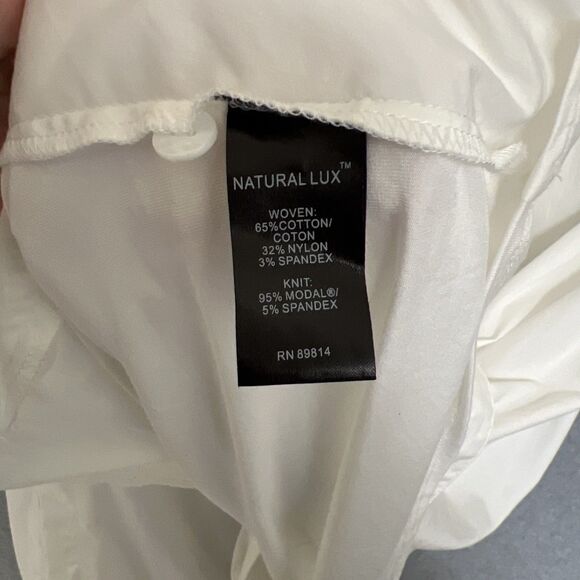 NATURAL LUX™
WOVEN:
65%COTTON/
COTON
32% NYLON
3% SPANDEX
KNIT:
95% MODAL®/
5% SPANDEX
RN 89814